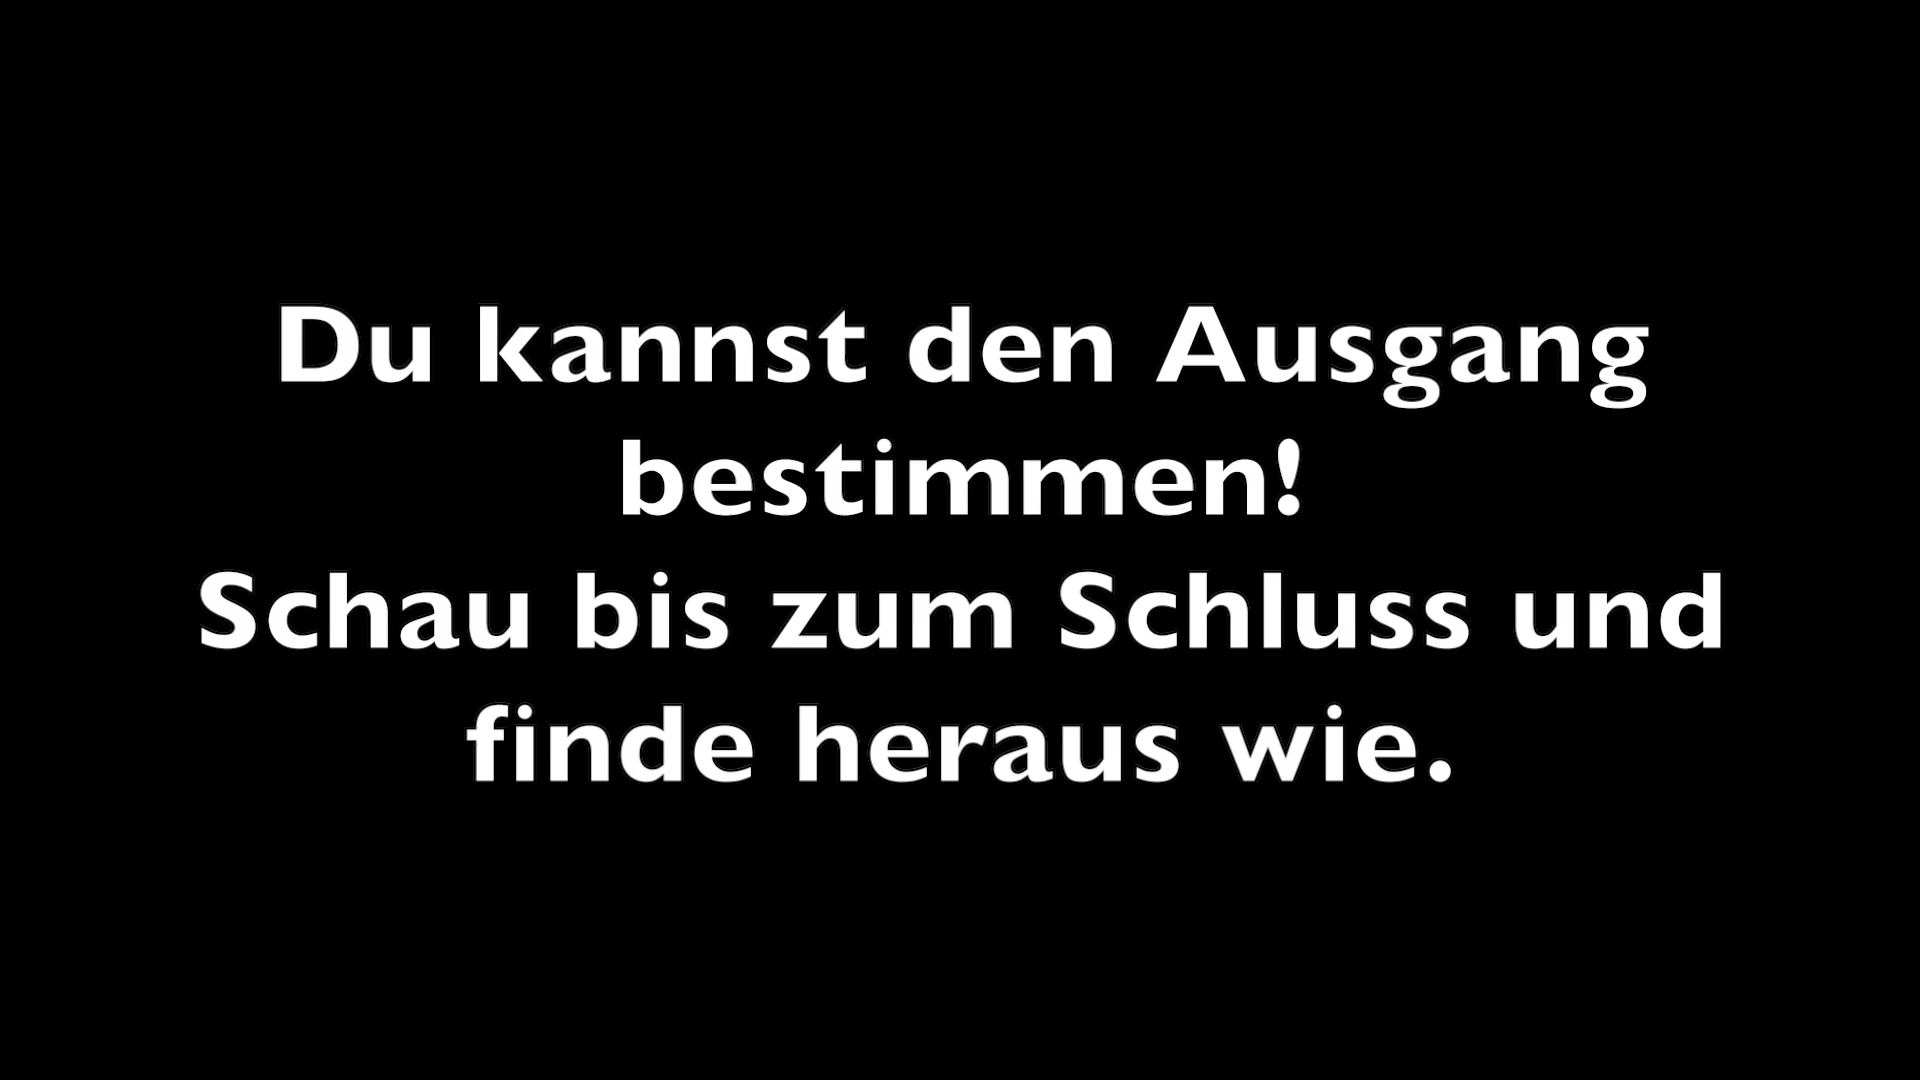 Du kannst den Ausgang
bestimmen!
Schau bis zum Schluss und
finde heraus wie.